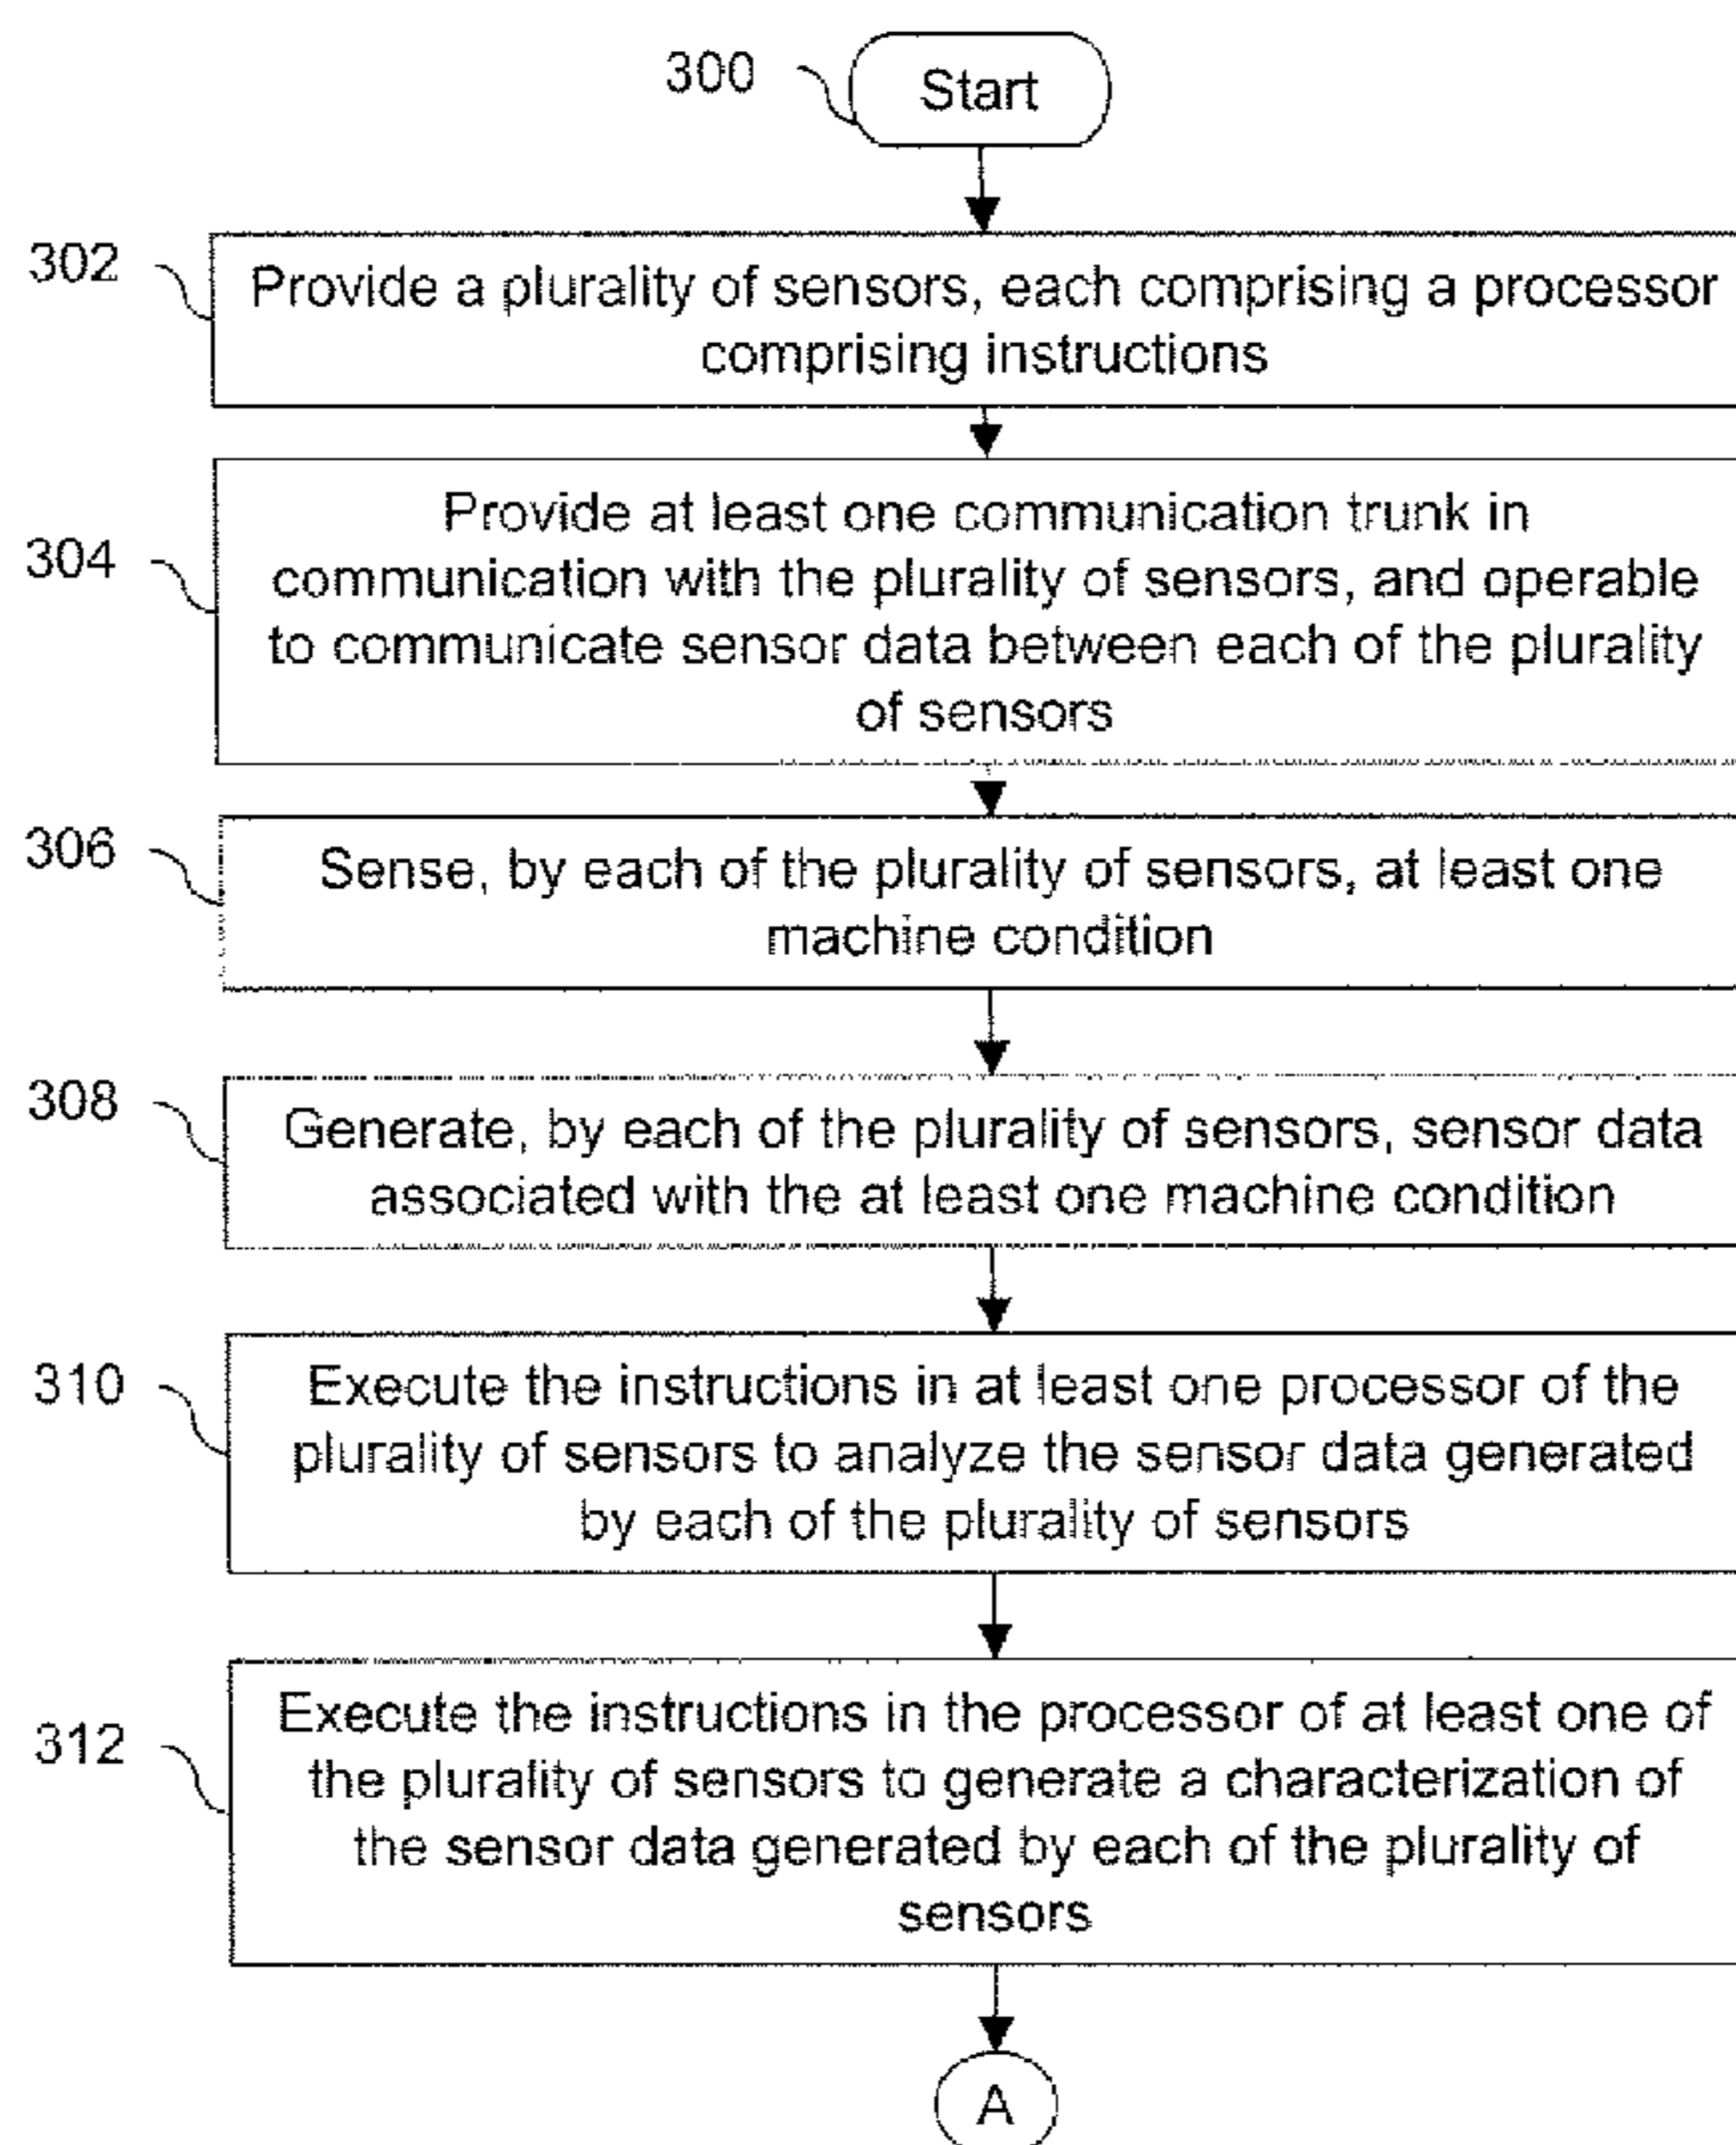 300
Start
302
Provide a plurality of sensors, each comprising a processor
comprising instructions
304
Provide at least one communication trunk in
communication with the plurality of sensors, and operable
to communicate sensor data between each of the plurality
of sensors
306
Sense, by each of the plurality of sensors, at least one
machine condition
308
Generate, by each of the plurality of sensors, sensor data
associated with the at least one machine condition
310
Execute the instructions in at least one processor of the
plurality of sensors to analyze the sensor data generated
by each of the plurality of sensors
312
Execute the instructions in the processor of at least one of
the plurality of sensors to generate a characterization of
the sensor data generated by each of the plurality of
sensors
A